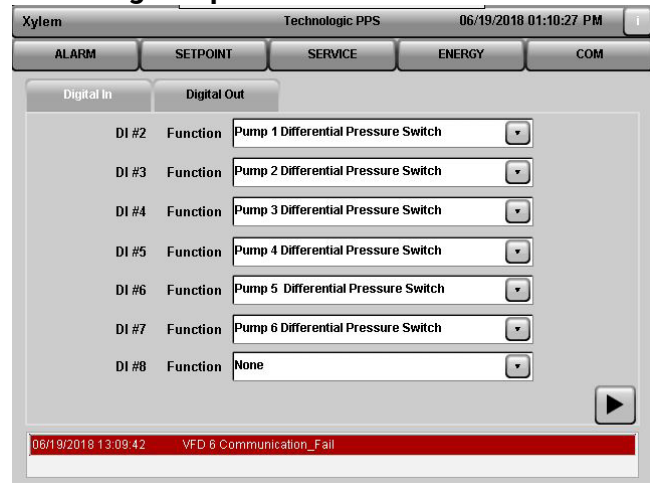 Xylem Technologic PPS 06/19/2018 01:10:27 PM i
ALARM SETPOINT SERVICE ENERGY COM
Digital In Digital Out
DI #2 Function Pump 1 Differential Pressure Switch
DI #3 Function Pump 2 Differential Pressure Switch
DI #4 Function Pump 3 Differential Pressure Switch
DI #5 Function Pump 4 Differential Pressure Switch
DI #6 Function Pump 5 Differential Pressure Switch
DI #7 Function Pump 6 Differential Pressure Switch
DI #8 Function None
06/19/2018 13:09:42 VFD 6 Communication_Fail